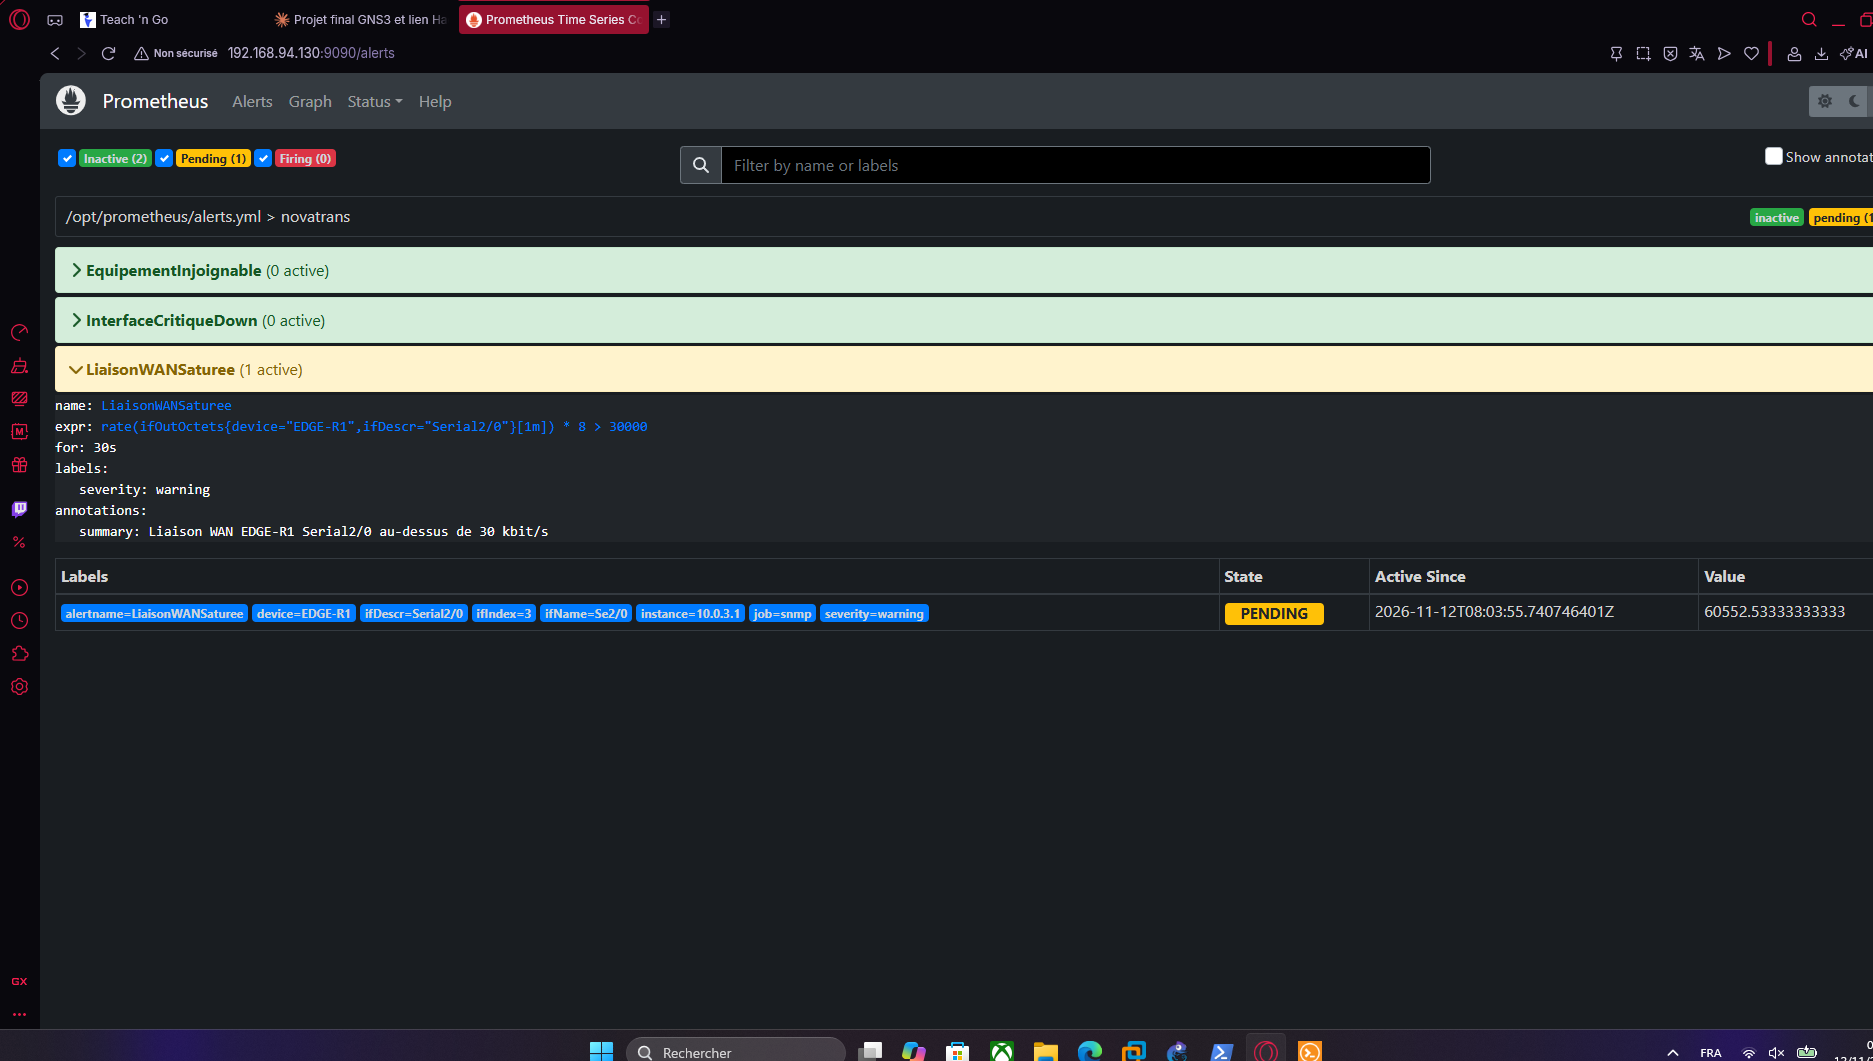 Teach 'n Go
Projet final GNS3 et lien Ha
Prometheus Time Series Co
Non sécurisé 192.168.94.130:9090/alerts
AI
Prometheus Alerts Graph Status Help
Inactive (2) Pending (1) Firing (0)
Filter by name or labels
Show annotat
/opt/prometheus/alerts.yml > novatrans
inactive pending (1
EquipementInjoignable (0 active)
InterfaceCritiqueDown (0 active)
LiaisonWANSaturee (1 active)
name: LiaisonWANSaturee
expr: rate(ifOutOctets{device="EDGE-R1",ifDescr="Serial2/0"}[1m]) * 8 > 30000
for: 30s
labels:
severity: warning
annotations:
summary: Liaison WAN EDGE-R1 Serial2/0 au-dessus de 30 kbit/s
Labels State Active Since Value
alertname=LiaisonWANSaturee device=EDGE-R1 ifDescr=Serial2/0 ifIndex=3 ifName=Se2/0 instance=10.0.3.1 job=snmp severity=warning PENDING 2026-11-12T08:03:55.740746401Z 60552.53333333333
GX
Rechercher
FRA